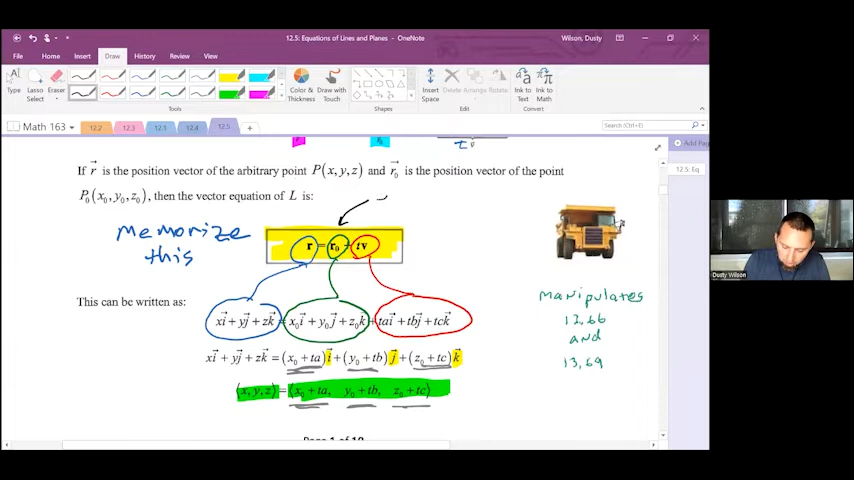 12.5: Equations of Lines and Planes - OneNote
Wilson, Dusty
File Home Insert Draw History Review View
Type
Lasso Select
Eraser
Color & Thickness
Draw with Touch
Insert Space
Delete
Arrange
Rotate
Ink to Text
Ink to Math
Tools
Shapes
Edit
Convert
Math 163
12.2 12.3 12.1 12.4 12.5
Search (Ctrl+E)
Add Page
12.5: Eq
If r⃗ is the position vector of the arbitrary point P(x, y, z) and r₀⃗ is the position vector of the point
P₀(x₀, y₀, z₀), then the vector equation of L is:
Memorize
this
r = r₀ + tv
This can be written as:
xi⃗ + yj⃗ + zk⃗ = x₀i⃗ + y₀j⃗ + z₀k⃗ + tai⃗ + tbj⃗ + tck⃗
xi⃗ + yj⃗ + zk⃗ = (x₀ + ta)i⃗ + (y₀ + tb)j⃗ + (z₀ + tc)k⃗
⟨x, y, z⟩ = ⟨x₀ + ta, y₀ + tb, z₀ + tc⟩
manipulates
13,66
and
13,69
Page 1 of 10
Dusty Wilson